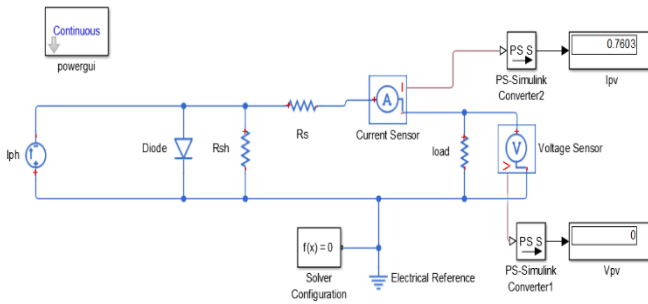 Continuous
powergui
Iph
Diode
Rsh
Rs
A
I
Current Sensor
PS S
PS-Simulink
Converter2
0.7603
Ipv
load
V
V
Voltage Sensor
f(x) = 0
Solver
Configuration
Electrical Reference
PS S
PS-Simulink
Converter1
0
Vpv